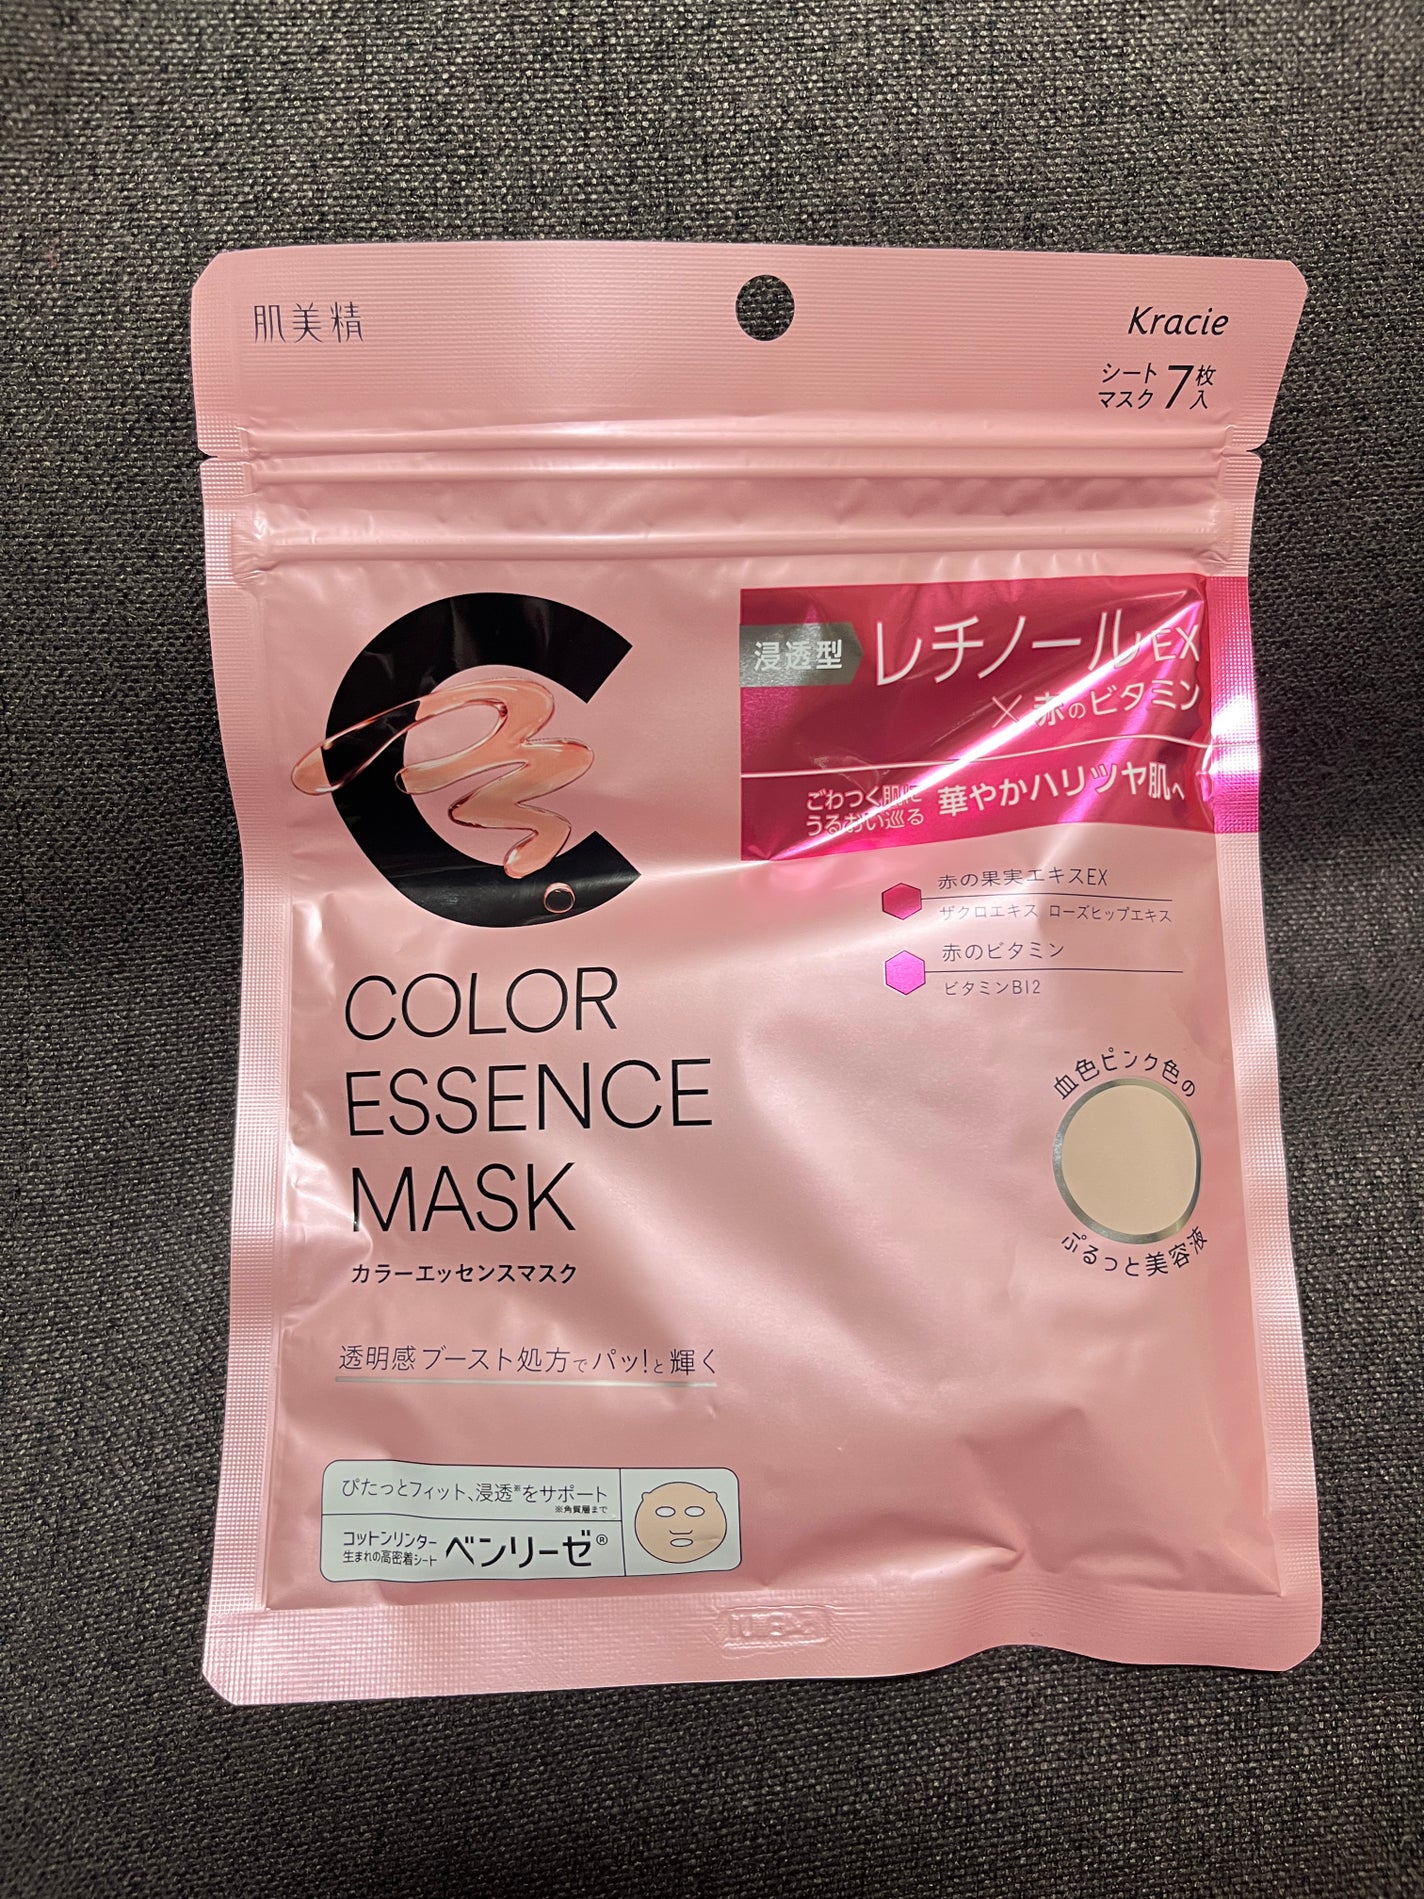 肌美精
Kracie
シート
マスク 7枚入
浸透型 レチノールEX
×赤のビタミン
ごわつく肌に
うるおい巡る 華やかハリツヤ肌へ
赤の果実エキスEX
ザクロエキス ローズヒップエキス
赤のビタミン
ビタミンB12
COLOR
ESSENCE
MASK
カラーエッセンスマスク
血色ピンク色の
ぷるっと美容液
透明感ブースト処方でパッ!と輝く
ぴたっとフィット、浸透※をサポート
※角質層まで
コットンリンター
生まれの高密着シート ベンリーゼ®